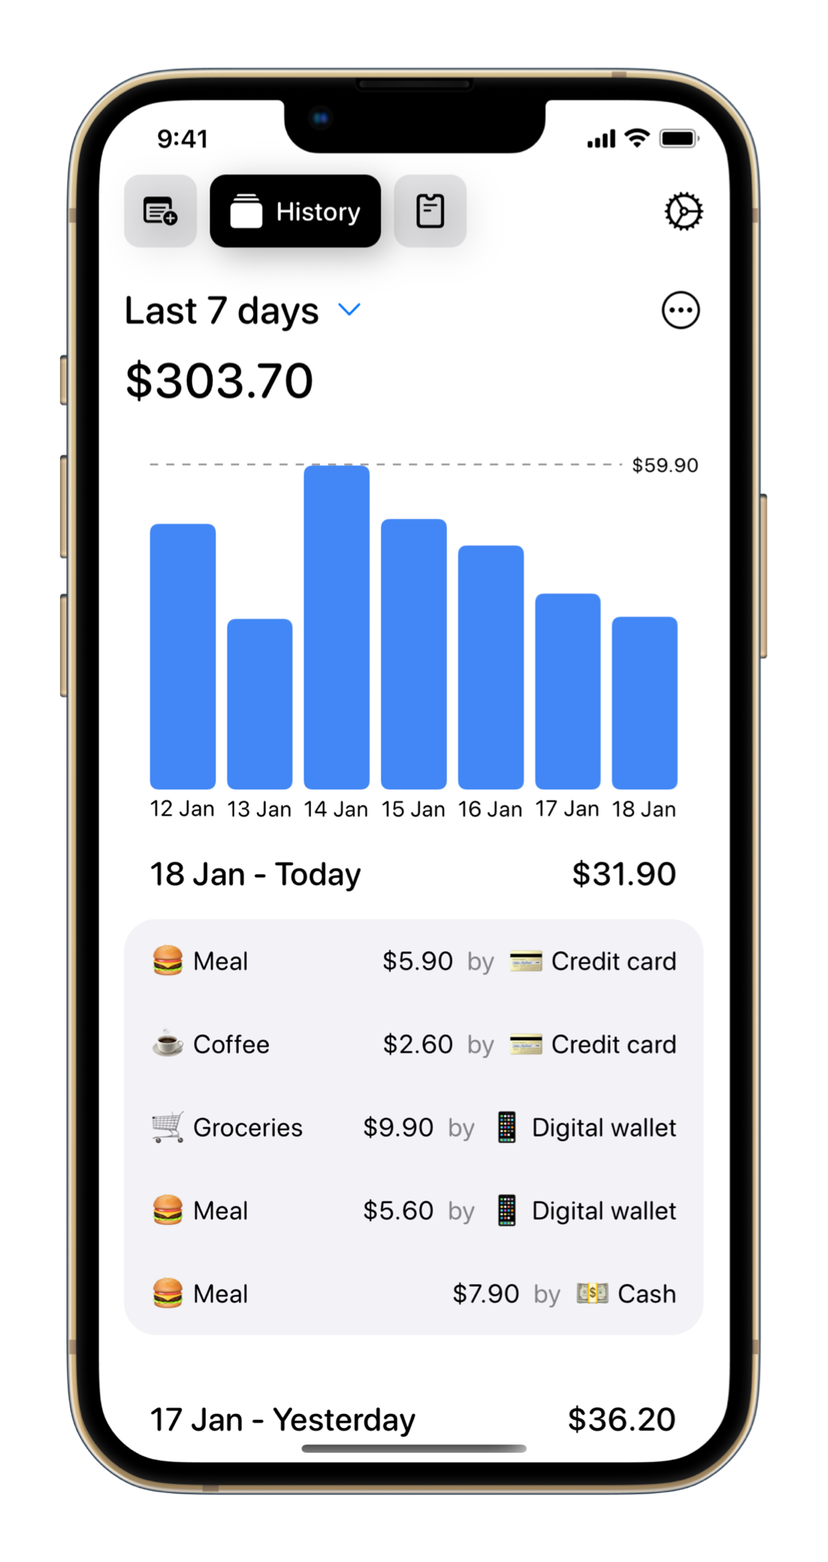 9:41
History
Last 7 days
$303.70
$59.90
12 Jan 13 Jan 14 Jan 15 Jan 16 Jan 17 Jan 18 Jan
18 Jan - Today $31.90
Meal $5.90 by Credit card
Coffee $2.60 by Credit card
Groceries $9.90 by Digital wallet
Meal $5.60 by Digital wallet
Meal $7.90 by Cash
17 Jan - Yesterday $36.20